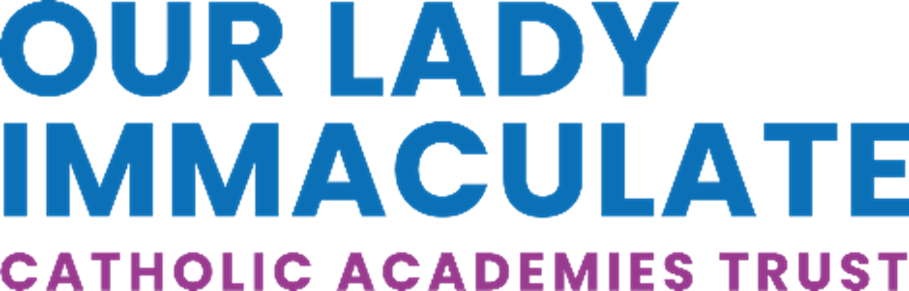 OUR LADY
IMMACULATE
CATHOLIC ACADEMIES TRUST